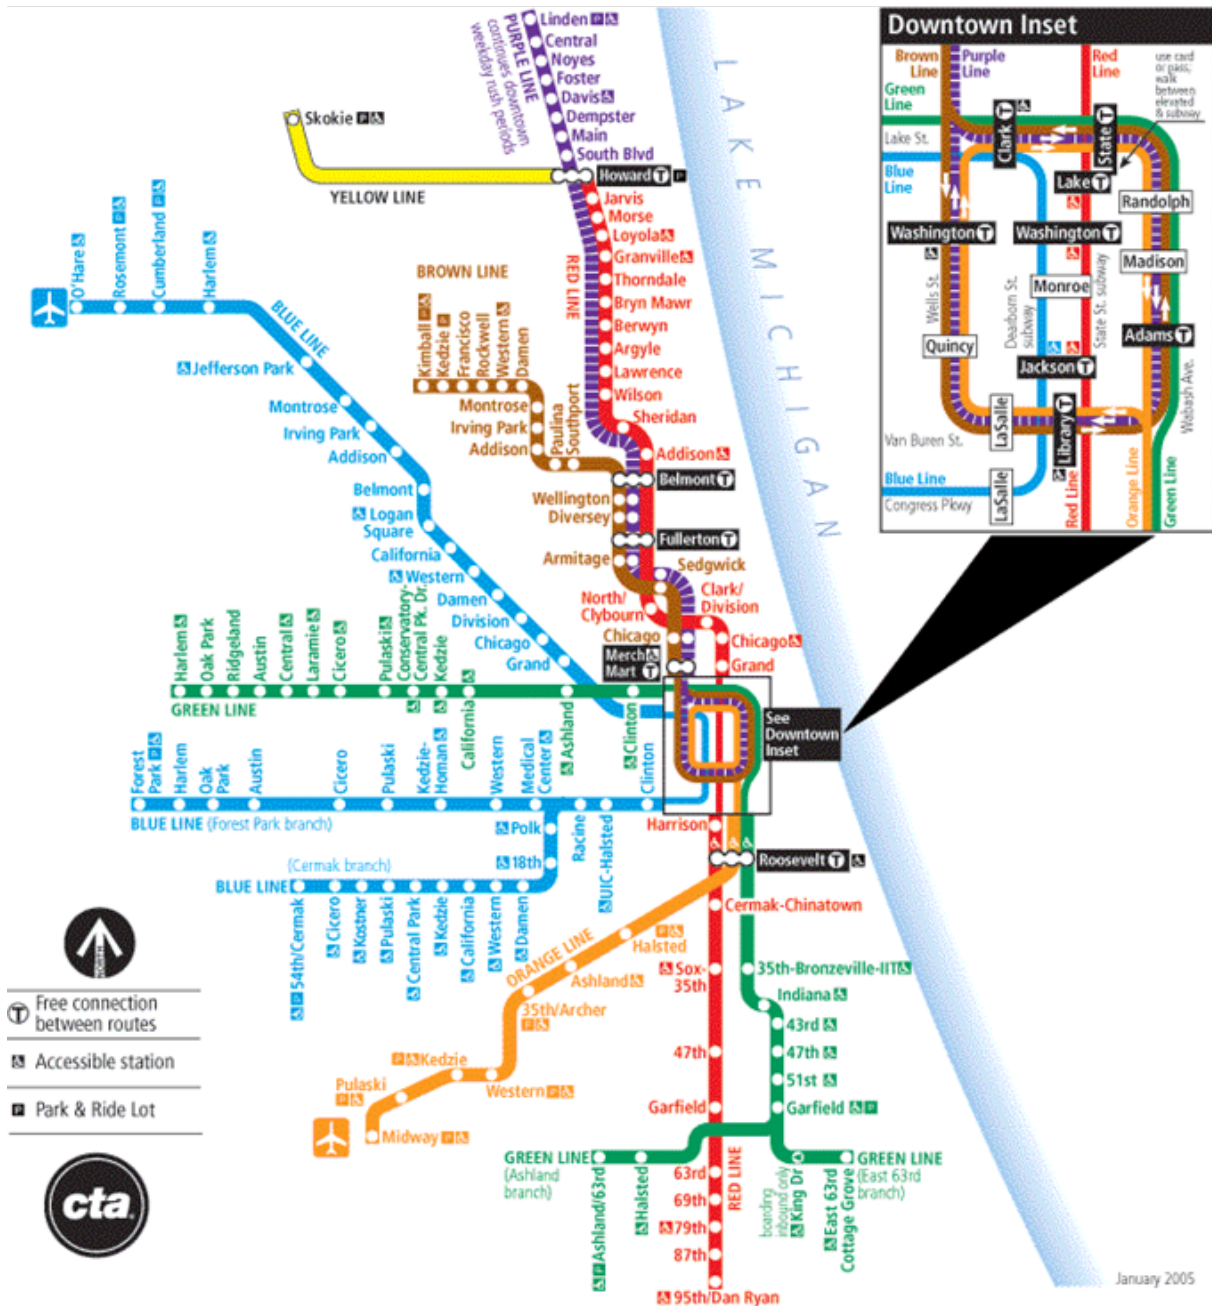 Linden
Central
Noyes
Foster
Davis
Dempster
Main
South Blvd
PURPLE LINE
continues downtown
weekday rush periods
Skokie
YELLOW LINE
Howard T
Jarvis
Morse
Loyola
Granville
Thorndale
Bryn Mawr
Berwyn
Argyle
Lawrence
Wilson
Sheridan
Addison
Belmont T
Fullerton T
RED LINE
LAKE MICHIGAN
BROWN LINE
Kimball
Kedzie
Francisco
Rockwell
Western
Damen
Montrose
Irving Park
Addison
Paulina
Southport
Wellington
Diversey
Armitage
Sedgwick
North/
Clybourn
Clark/
Division
Chicago
Chicago
Merch
Mart T
Grand
O'Hare
Rosemont
Cumberland
Harlem
BLUE LINE
Jefferson Park
Montrose
Irving Park
Addison
Belmont
Logan
Square
California
Western
Damen
Division
Chicago
Grand
Harlem
Oak Park
Ridgeland
Austin
Central
Laramie
Cicero
Pulaski
Conservatory-
Central Pk. Dr.
Kedzie
California
Ashland
Clinton
GREEN LINE
See
Downtown
Inset
Forest
Park
Harlem
Oak
Park
Austin
Cicero
Pulaski
Kedzie-
Homan
Western
Medical
Center
Racine
UIC-Halsted
Clinton
BLUE LINE (Forest Park branch)
Polk
18th
(Cermak branch)
BLUE LINE
54th/Cermak
Cicero
Kostner
Pulaski
Central Park
Kedzie
California
Western
Damen
Harrison
Roosevelt T
Cermak-Chinatown
ORANGE LINE
Halsted
Ashland
35th/Archer
Kedzie
Western
Pulaski
Midway
Sox-
35th
47th
Garfield
63rd
69th
79th
87th
95th/Dan Ryan
RED LINE
35th-Bronzeville-IIT
Indiana
43rd
47th
51st
Garfield
GREEN LINE
(Ashland
branch)
Ashland/63rd
Halsted
boarding
inbound only
King Dr
East 63rd
Cottage Grove
GREEN LINE
(East 63rd
branch)
NORTH
T Free connection
between routes
Accessible station
P Park & Ride Lot
cta
January 2005
Downtown Inset
Brown
Line
Purple
Line
Red
Line
use card
or pass;
walk
between
elevated
& subway
Green
Line
Lake St.
Blue
Line
Clark T
State T
Lake T
Randolph
Washington T
Washington T
Madison
Monroe
Wells St.
Dearborn St.
subway
State St. subway
Quincy
Adams T
Jackson T
Wabash Ave.
LaSalle
Library T
Van Buren St.
Blue Line
Congress Pkwy
LaSalle
Red Line
Orange Line
Green Line